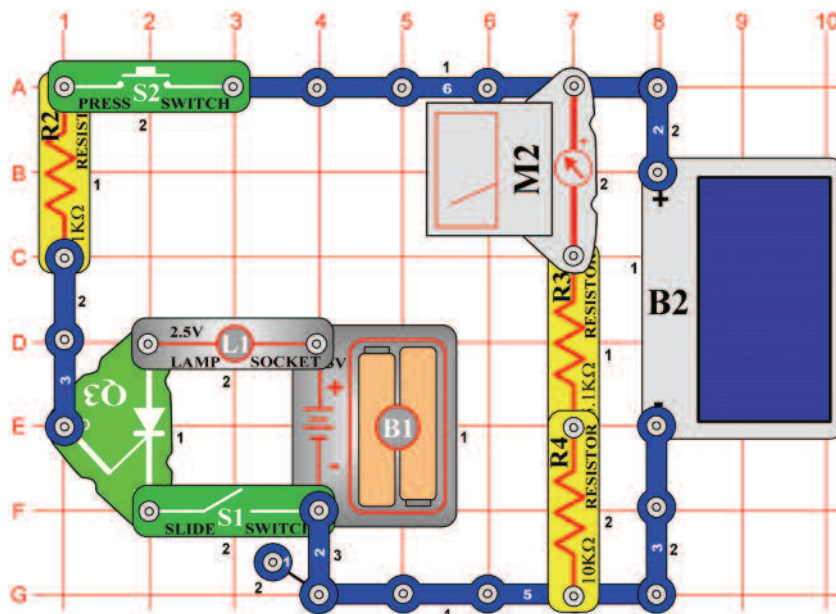 1 2 3 4 5 6 7 8 9 10
A
B
C
D
E
F
G
S2
PRESS SWITCH
2
1
6
2
2
R2
1
1KΩ
M2
+
2
2
3
Q3
1
2.5V
L1
LAMP SOCKET
2
+
B1
-
1
S1
SLIDE SWITCH
2
2
3
1
2
R3
RESISTOR
1
R4
RESISTOR
10KΩ
2
+
B2
-
1
3
2
5
1